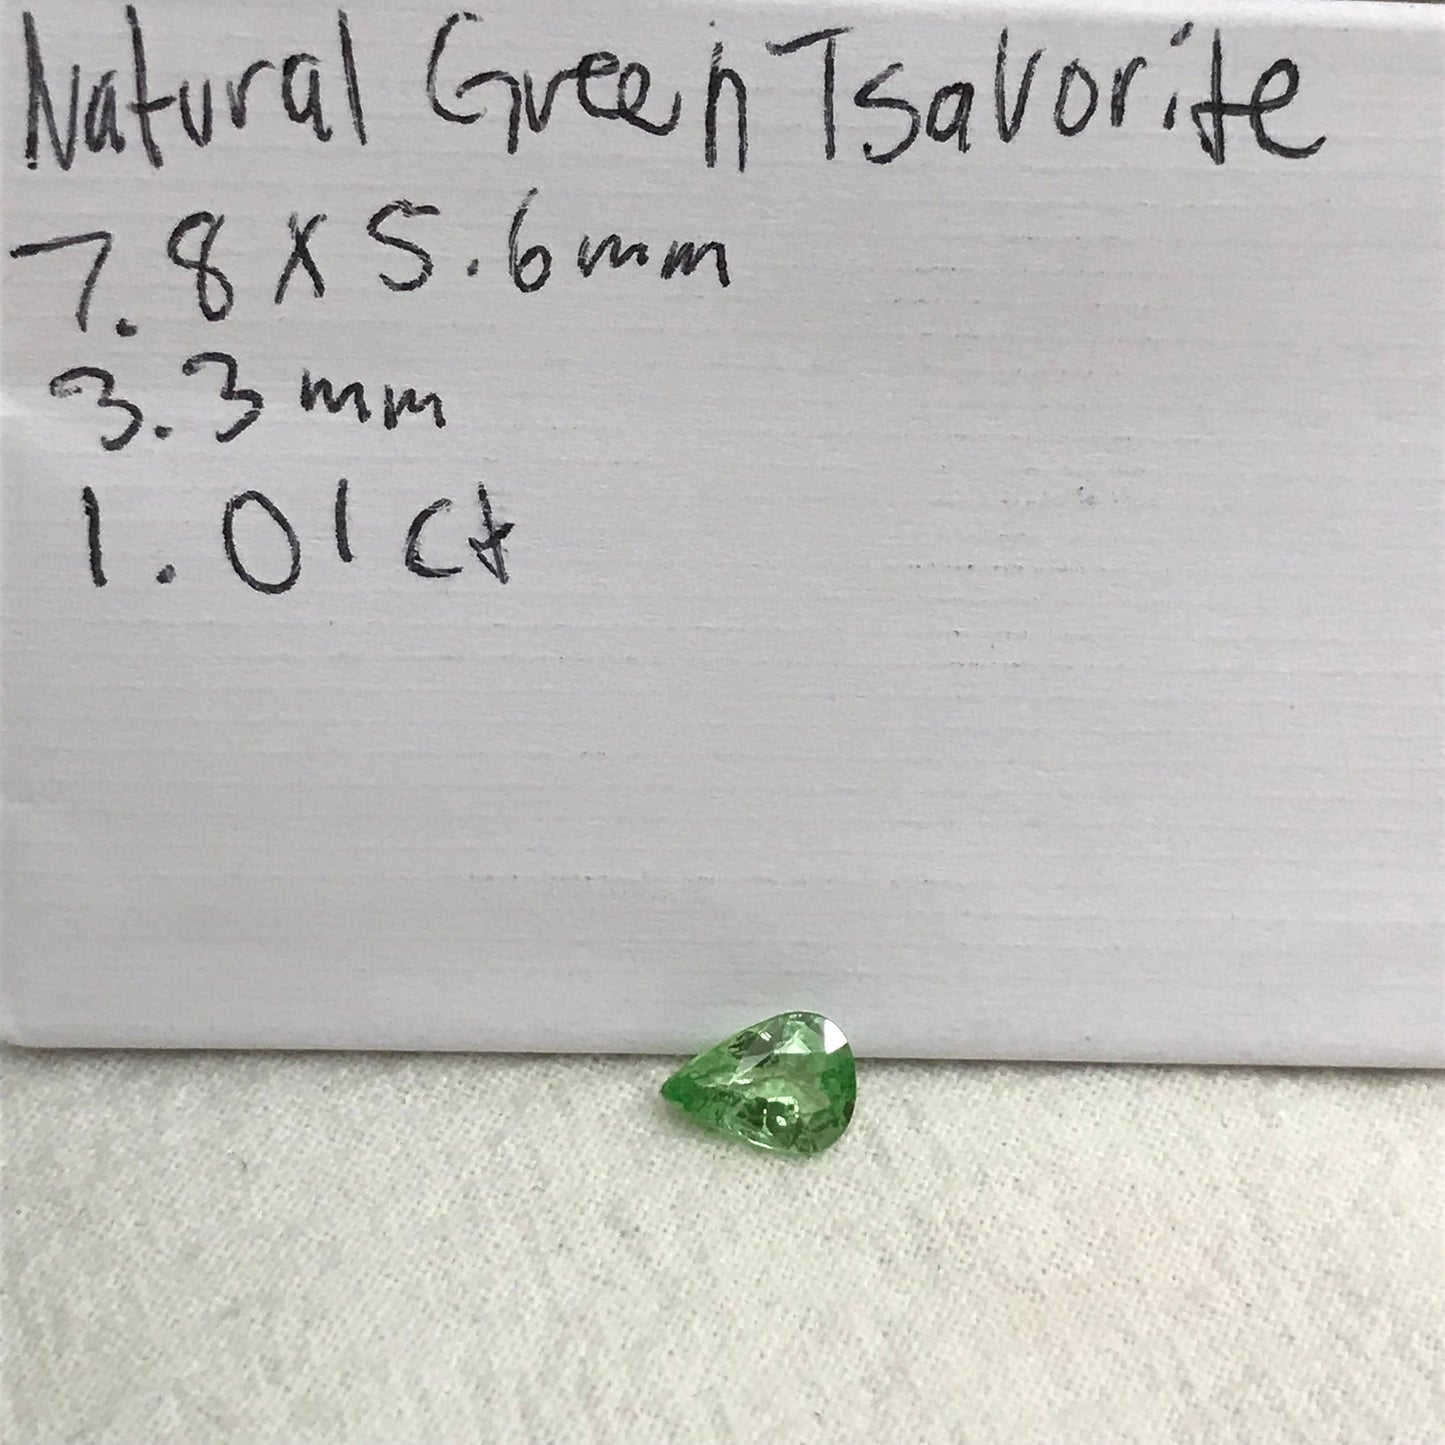 Natural Green Tsavorite
7.8 x 5.6mm
3.3mm
1.01ct